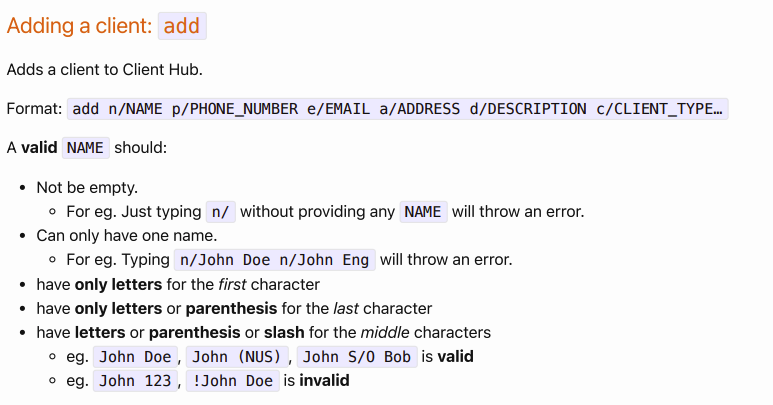 Adding a client: add
Adds a client to Client Hub.
Format: add n/NAME p/PHONE_NUMBER e/EMAIL a/ADDRESS d/DESCRIPTION c/CLIENT_TYPE…
A valid NAME should:
• Not be empty.
◦ For eg. Just typing n/ without providing any NAME will throw an error.
• Can only have one name.
◦ For eg. Typing n/John Doe n/John Eng will throw an error.
• have only letters for the first character
• have only letters or parenthesis for the last character
• have letters or parenthesis or slash for the middle characters
◦ eg. John Doe, John (NUS), John S/O Bob is valid
◦ eg. John 123, !John Doe is invalid